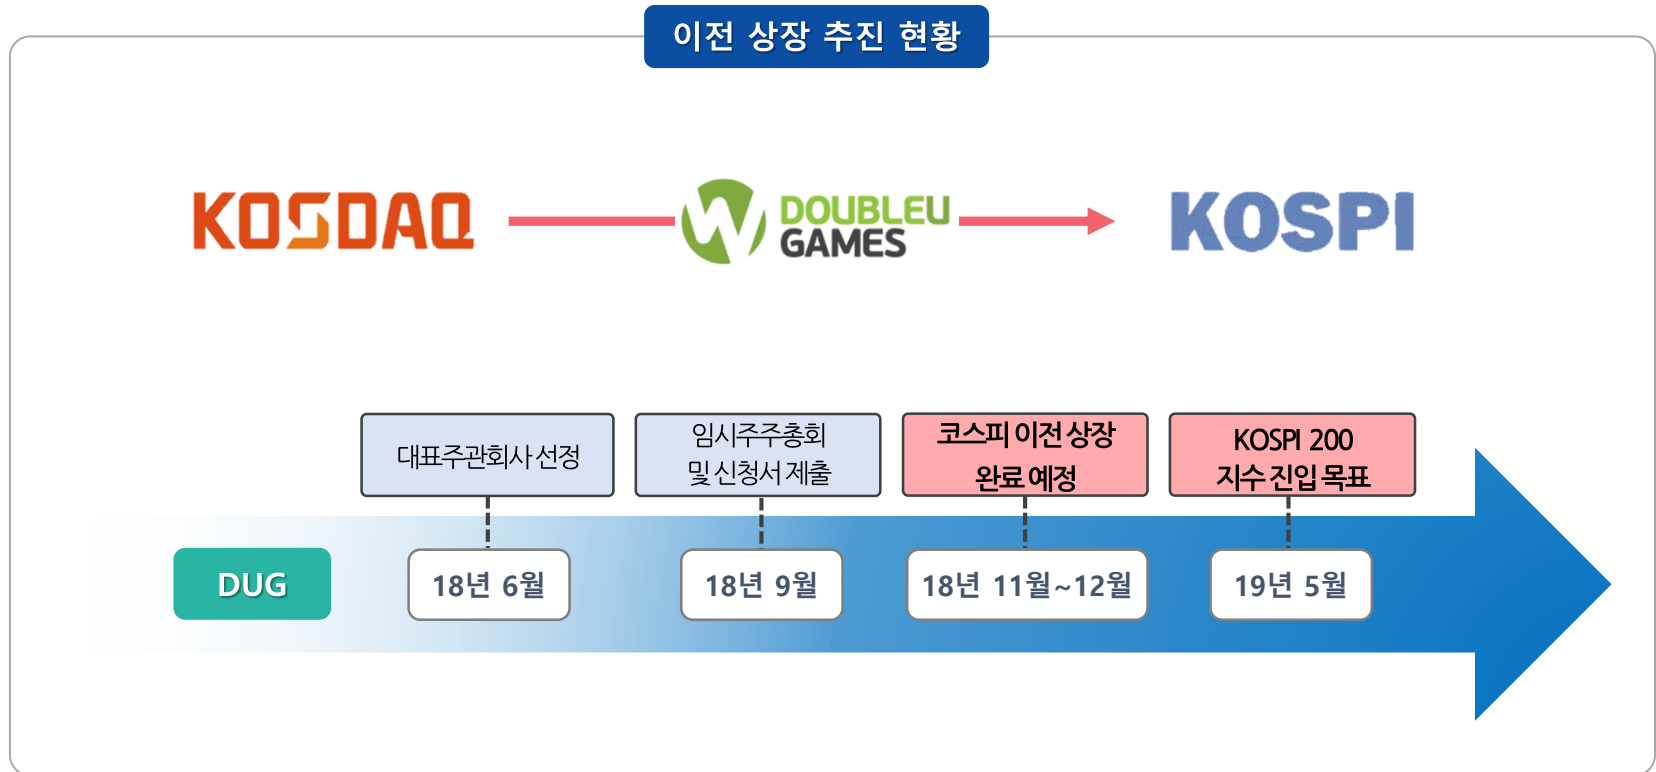 이전 상장 추진 현황
KOSDAQ
DOUBLEU
GAMES
KOSPI
대표주관회사 선정
임시주주총회
및 신청서 제출
코스피 이전 상장
완료 예정
KOSPI 200
지수 진입 목표
DUG
18년 6월
18년 9월
18년 11월~12월
19년 5월